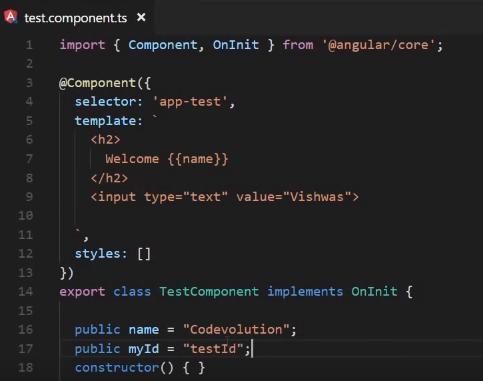 test.component.ts ×
1 import { Component, OnInit } from '@angular/core';
2
3 @Component({
4 selector: 'app-test',
5 template: `
6 <h2>
7 Welcome {{name}}
8 </h2>
9 <input type="text" value="Vishwas">
10
11 `,
12 styles: []
13 })
14 export class TestComponent implements OnInit {
15
16 public name = "Codevolution";
17 public myId = "testId";
18 constructor() { }